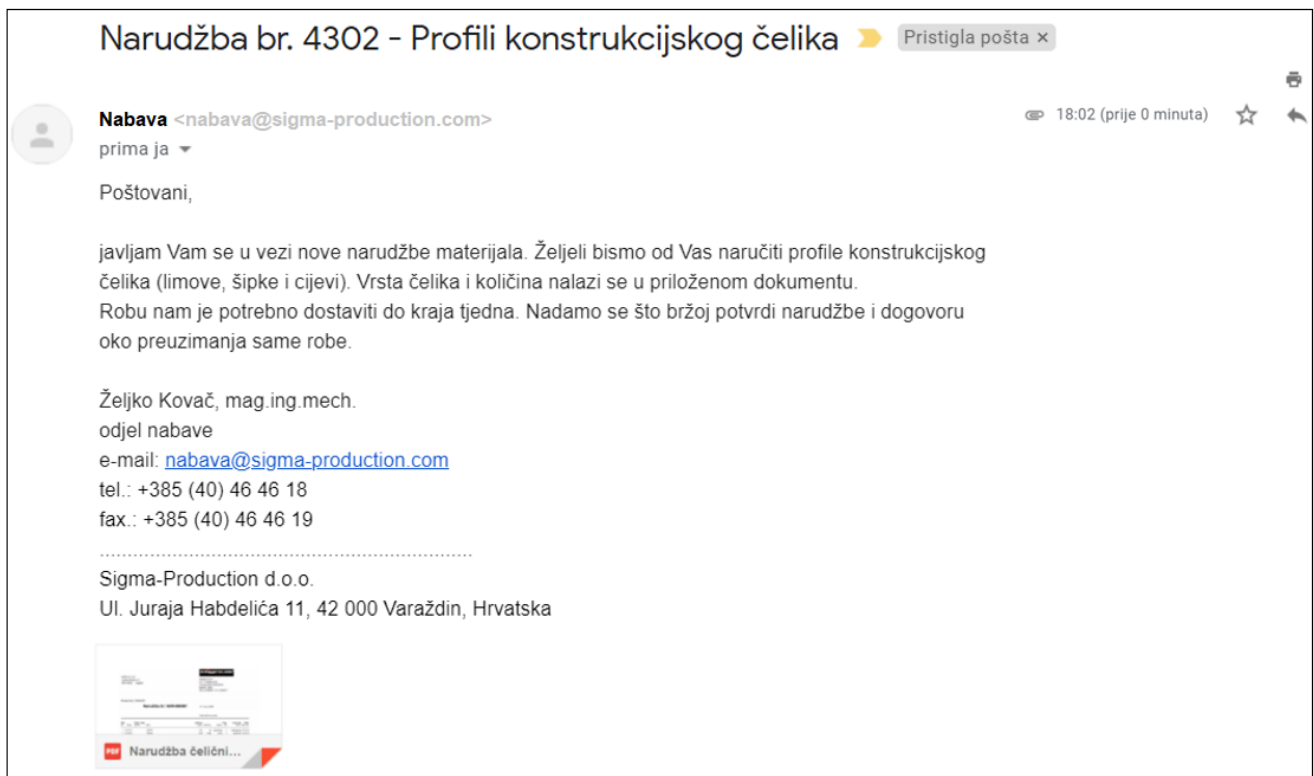 Narudžba br. 4302 - Profili konstrukcijskog čelika Pristigla pošta ×
Nabava <nabava@sigma-production.com> 18:02 (prije 0 minuta)
prima ja
Poštovani,
javljam Vam se u vezi nove narudžbe materijala. Željeli bismo od Vas naručiti profile konstrukcijskog
čelika (limove, šipke i cijevi). Vrsta čelika i količina nalazi se u priloženom dokumentu.
Robu nam je potrebno dostaviti do kraja tjedna. Nadamo se što bržoj potvrdi narudžbe i dogovoru
oko preuzimanja same robe.
Željko Kovač, mag.ing.mech.
odjel nabave
e-mail: nabava@sigma-production.com
tel.: +385 (40) 46 46 18
fax.: +385 (40) 46 46 19
Sigma-Production d.o.o.
Ul. Juraja Habdelića 11, 42 000 Varaždin, Hrvatska
PDF Narudžba čelični...